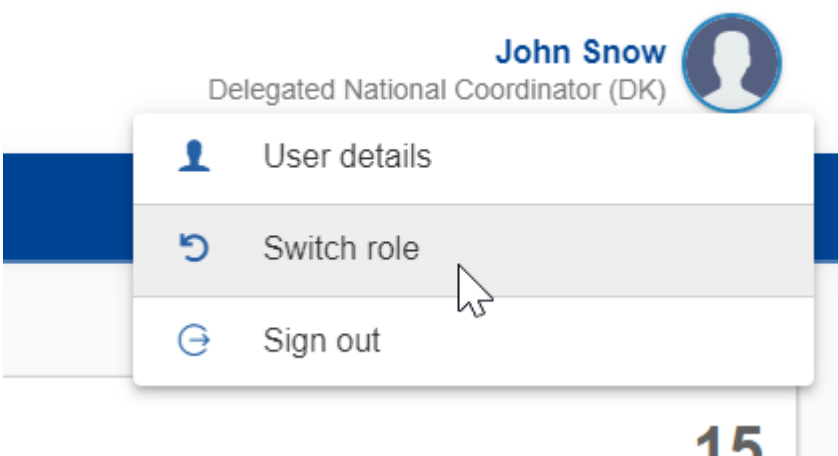 John Snow
Delegated National Coordinator (DK)
User details
Switch role
Sign out
15